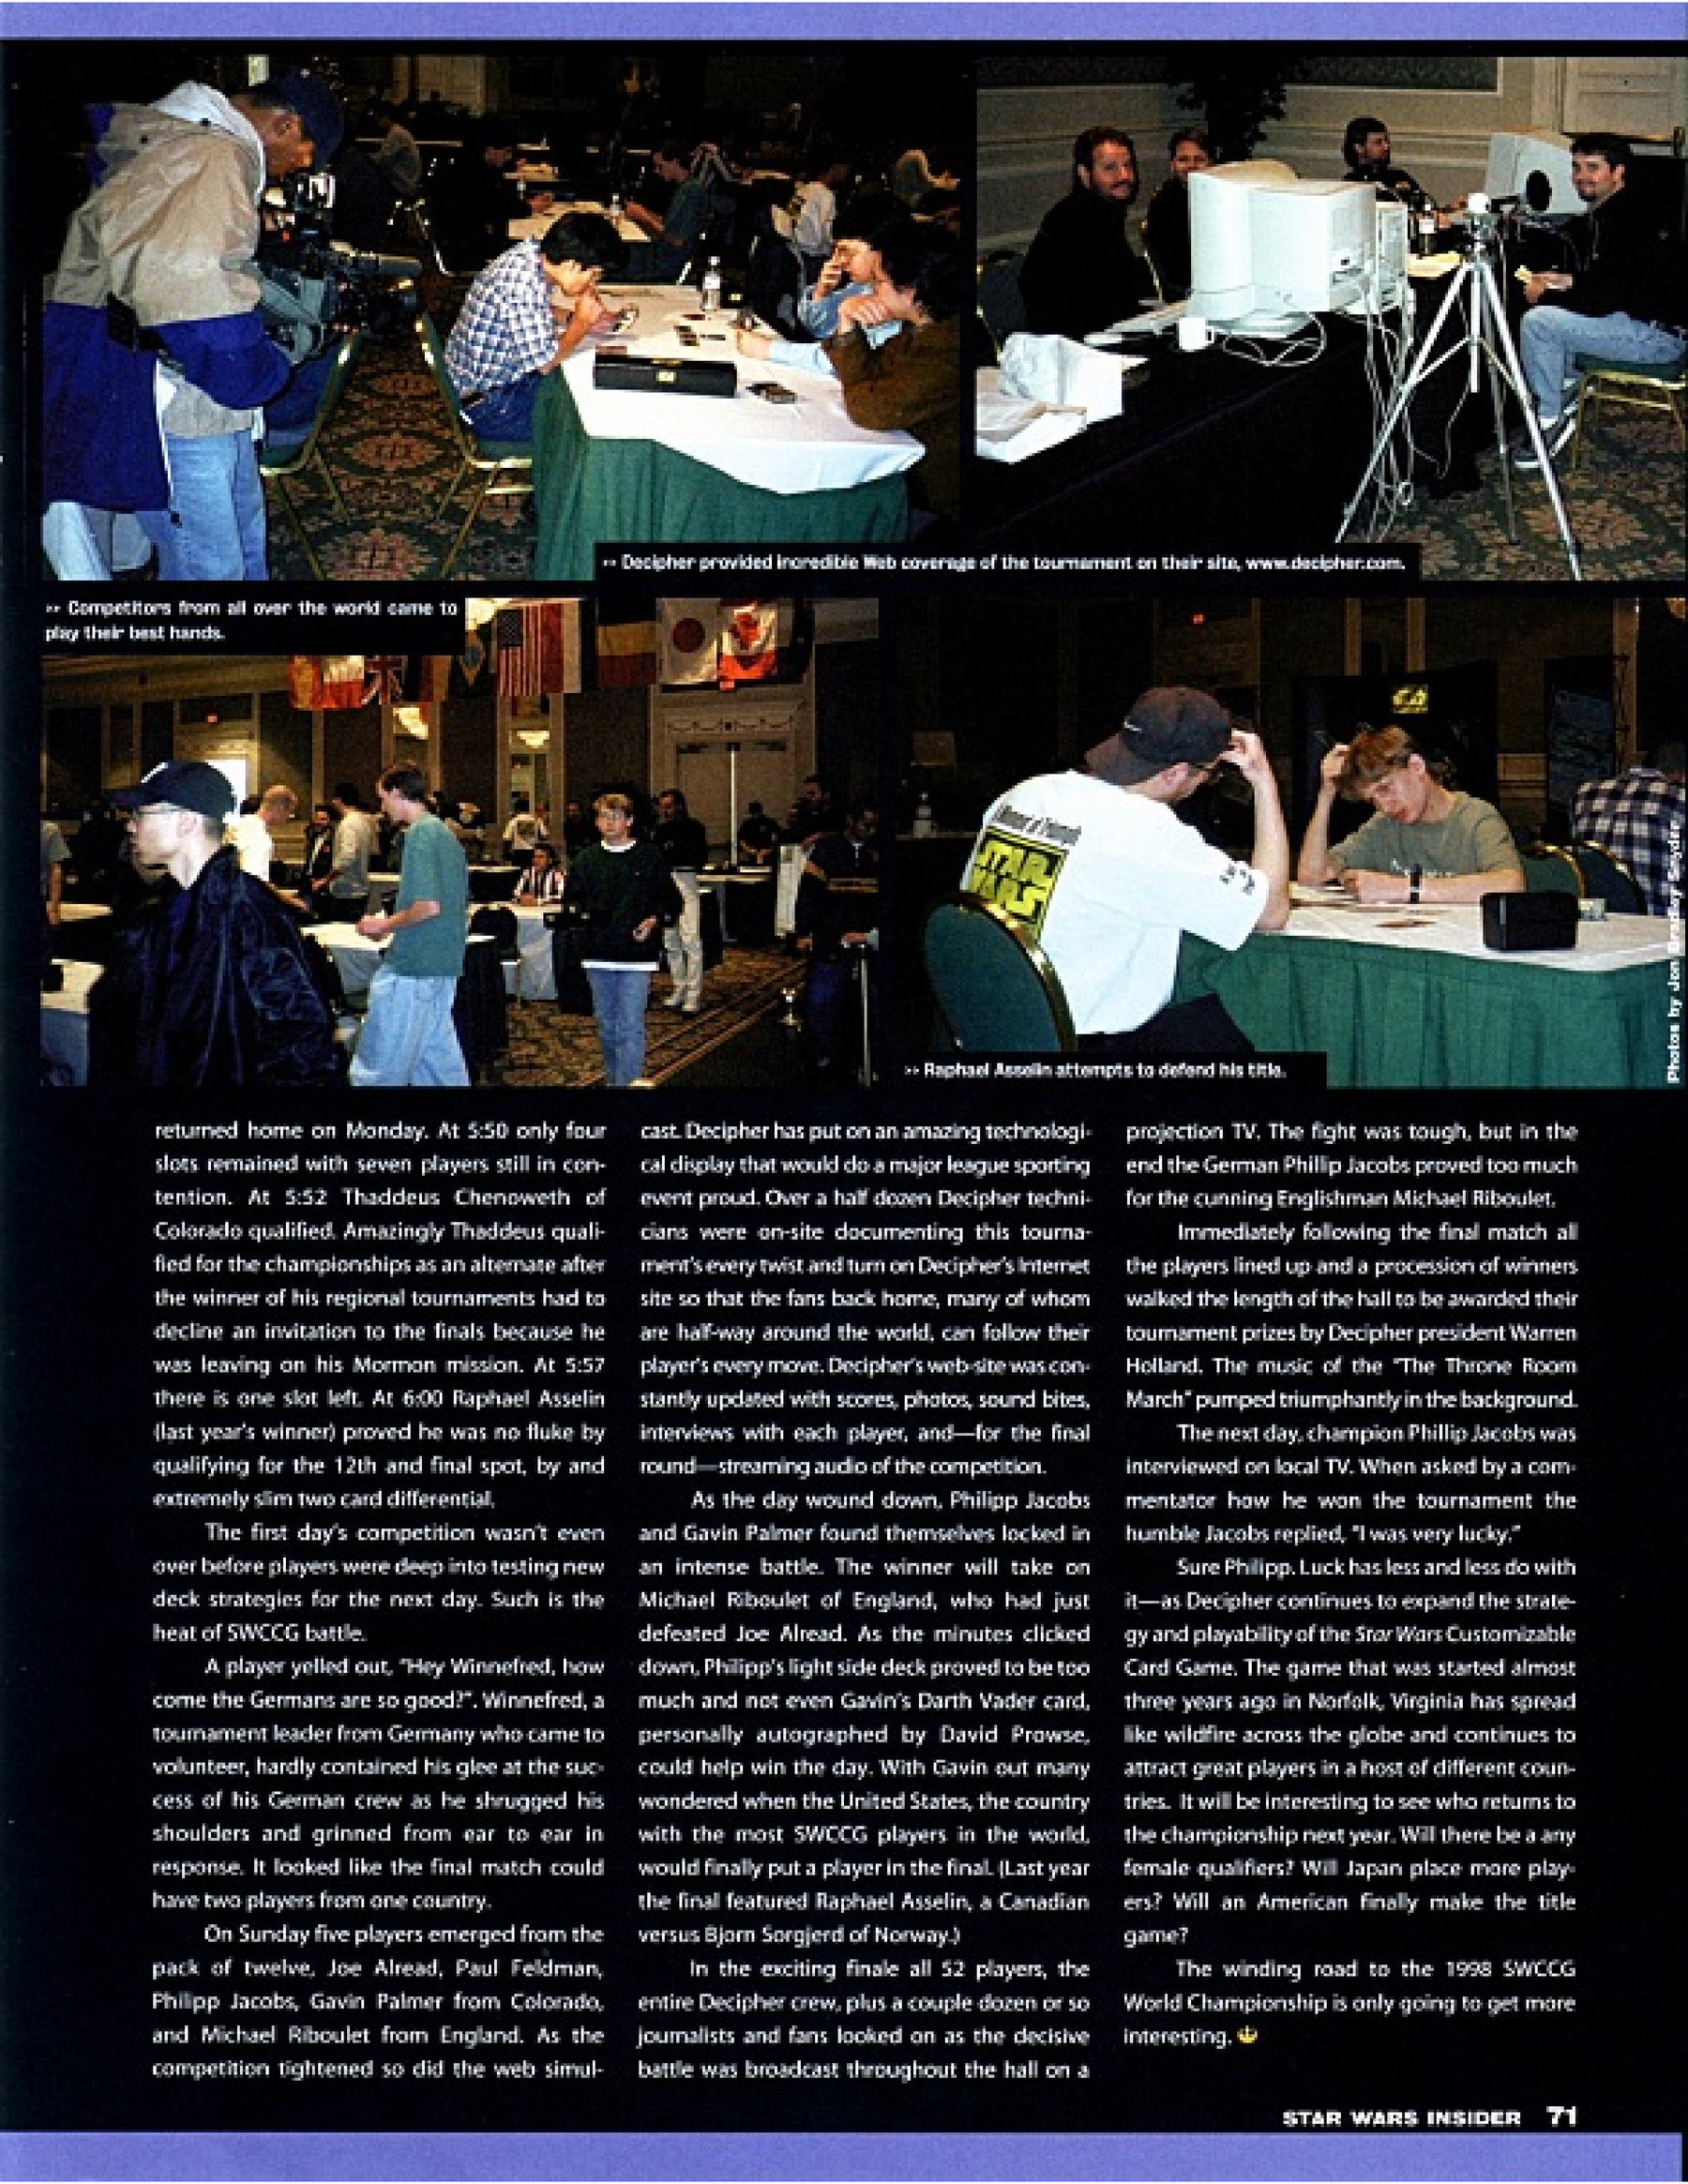 ▸▸ Decipher provided incredible Web coverage of the tournament on their site, www.decipher.com.
▸▸ Competitors from all over the world came to
play their best hands.
STAR
WARS
▸▸ Raphael Asselin attempts to defend his title.
Photos by Jon Bradley Snyder
returned home on Monday. At 5:50 only four
slots remained with seven players still in con-
tention. At 5:52 Thaddeus Chenoweth of
Colorado qualified. Amazingly Thaddeus quali-
fied for the championships as an alternate after
the winner of his regional tournaments had to
decline an invitation to the finals because he
was leaving on his Mormon mission. At 5:57
there is one slot left. At 6:00 Raphael Asselin
(last year's winner) proved he was no fluke by
qualifying for the 12th and final spot, by and
extremely slim two card differential.
The first day's competition wasn't even
over before players were deep into testing new
deck strategies for the next day. Such is the
heat of SWCCG battle.
A player yelled out, "Hey Winnefred, how
come the Germans are so good?". Winnefred, a
tournament leader from Germany who came to
volunteer, hardly contained his glee at the suc-
cess of his German crew as he shrugged his
shoulders and grinned from ear to ear in
response. It looked like the final match could
have two players from one country.
On Sunday five players emerged from the
pack of twelve, Joe Alread, Paul Feldman,
Philipp Jacobs, Gavin Palmer from Colorado,
and Michael Riboulet from England. As the
competition tightened so did the web simul-
cast. Decipher has put on an amazing technologi-
cal display that would do a major league sporting
event proud. Over a half dozen Decipher techni-
cians were on-site documenting this tourna-
ment's every twist and turn on Decipher's Internet
site so that the fans back home, many of whom
are half-way around the world, can follow their
player's every move. Decipher's web-site was con-
stantly updated with scores, photos, sound bites,
interviews with each player, and—for the final
round—streaming audio of the competition.
As the day wound down, Philipp Jacobs
and Gavin Palmer found themselves locked in
an intense battle. The winner will take on
Michael Riboulet of England, who had just
defeated Joe Alread. As the minutes clicked
down, Philipp's light side deck proved to be too
much and not even Gavin's Darth Vader card,
personally autographed by David Prowse,
could help win the day. With Gavin out many
wondered when the United States, the country
with the most SWCCG players in the world,
would finally put a player in the final. (Last year
the final featured Raphael Asselin, a Canadian
versus Bjorn Sorgjerd of Norway.)
In the exciting finale all 52 players, the
entire Decipher crew, plus a couple dozen or so
journalists and fans looked on as the decisive
battle was broadcast throughout the hall on a
projection TV. The fight was tough, but in the
end the German Phillip Jacobs proved too much
for the cunning Englishman Michael Riboulet.
Immediately following the final match all
the players lined up and a procession of winners
walked the length of the hall to be awarded their
tournament prizes by Decipher president Warren
Holland. The music of the "The Throne Room
March" pumped triumphantly in the background.
The next day, champion Phillip Jacobs was
interviewed on local TV. When asked by a com-
mentator how he won the tournament the
humble Jacobs replied, "I was very lucky."
Sure Philipp. Luck has less and less do with
it—as Decipher continues to expand the strate-
gy and playability of the Star Wars Customizable
Card Game. The game that was started almost
three years ago in Norfolk, Virginia has spread
like wildfire across the globe and continues to
attract great players in a host of different coun-
tries. It will be interesting to see who returns to
the championship next year. Will there be a any
female qualifiers? Will Japan place more play-
ers? Will an American finally make the title
game?
The winding road to the 1998 SWCCG
World Championship is only going to get more
interesting.
STAR WARS INSIDER 71